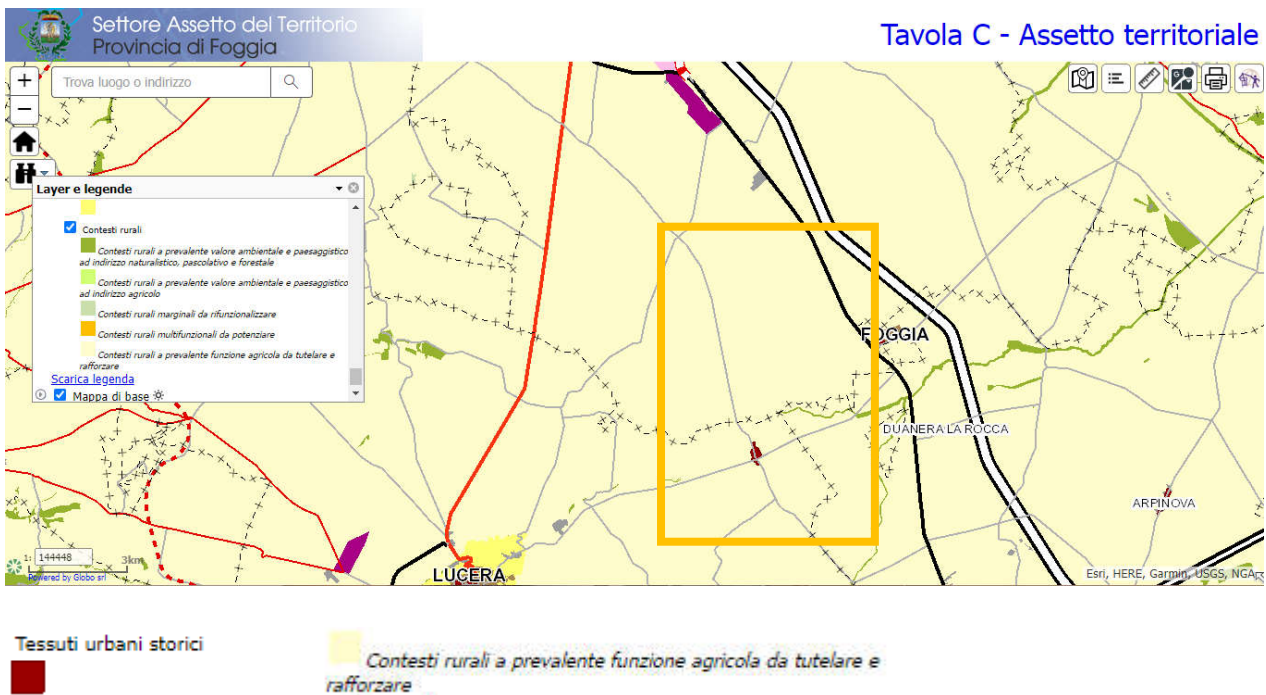 Settore Assetto del Territorio
Provincia di Foggia
Tavola C - Assetto territoriale
+
Trova luogo o indirizzo
−
Layer e legende
Contesti rurali
Contesti rurali a prevalente valore ambientale e paesaggistico
ad indirizzo naturalistico, pascolativo e forestale
Contesti rurali a prevalente valore ambientale e paesaggistico
ad indirizzo agricolo
Contesti rurali marginali da rifunzionalizzare
Contesti rurali multifunzionali da potenziare
Contesti rurali a prevalente funzione agricola da tutelare e
rafforzare
Scarica legenda
Mappa di base
FOGGIA
DUANERA LA ROCCA
ARPINOVA
LUCERA
1: 144448
3km
Powered by Globo srl
Esri, HERE, Garmin, USGS, NGA
Tessuti urbani storici
Contesti rurali a prevalente funzione agricola da tutelare e
rafforzare